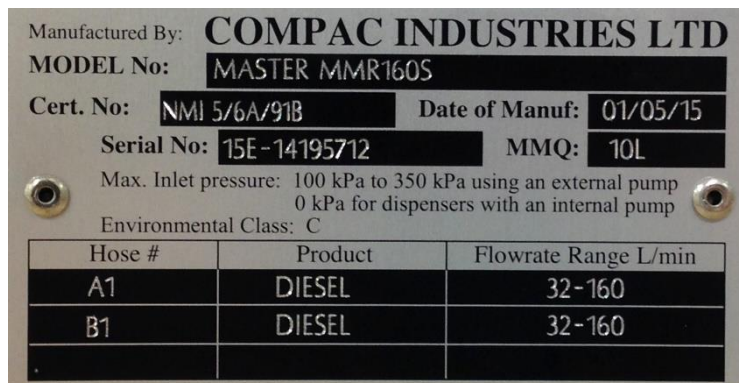 Manufactured By: COMPAC INDUSTRIES LTD
MODEL No: MASTER MMR160S
Cert. No: NMI 5/6A/91B Date of Manuf: 01/05/15
Serial No: 15E-14195712 MMQ: 10L
Max. Inlet pressure: 100 kPa to 350 kPa using an external pump
0 kPa for dispensers with an internal pump
Environmental Class: C
Hose # Product Flowrate Range L/min
A1 DIESEL 32-160
B1 DIESEL 32-160